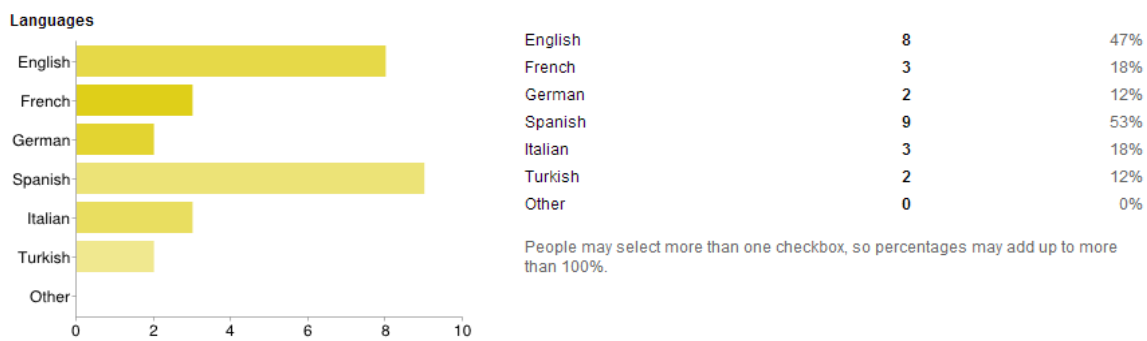 Languages
English
French
German
Spanish
Italian
Turkish
Other
0 2 4 6 8 10
English 8 47%
French 3 18%
German 2 12%
Spanish 9 53%
Italian 3 18%
Turkish 2 12%
Other 0 0%
People may select more than one checkbox, so percentages may add up to more
than 100%.